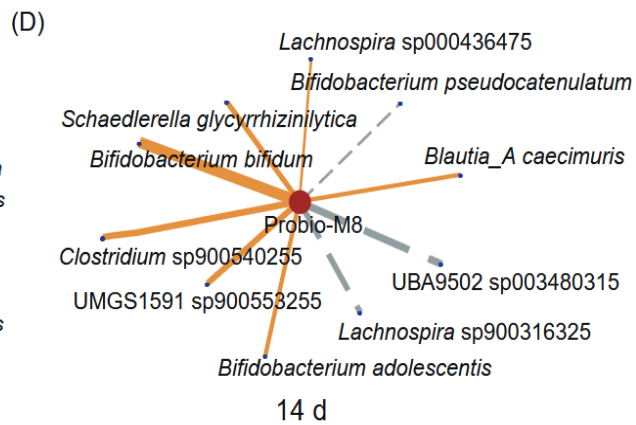 (D)
Lachnospira sp000436475
Bifidobacterium pseudocatenulatum
Schaedlerella glycyrrhizinilytica
Bifidobacterium bifidum
Blautia_A caecimuris
Probio-M8
Clostridium sp900540255
UBA9502 sp003480315
UMGS1591 sp900553255
Lachnospira sp900316325
Bifidobacterium adolescentis
14 d